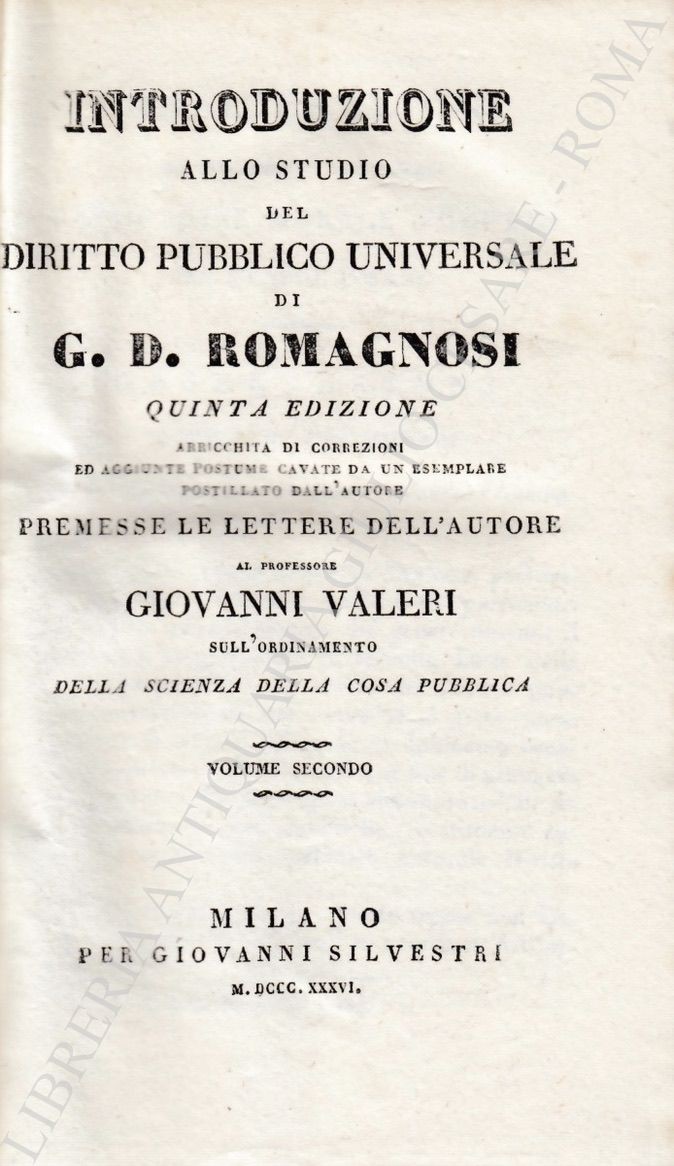 INTRODUZIONE
ALLO STUDIO
DEL
DIRITTO PUBBLICO UNIVERSALE
DI
G. D. ROMAGNOSI
QUINTA EDIZIONE
ARRICCHITA DI CORREZIONI
ED AGGIUNTE POSTUME CAVATE DA UN ESEMPLARE
POSTILLATO DALL'AUTORE
PREMESSE LE LETTERE DELL'AUTORE
AL PROFESSORE
GIOVANNI VALERI
SULL'ORDINAMENTO
DELLA SCIENZA DELLA COSA PUBBLICA
VOLUME SECONDO
MILANO
PER GIOVANNI SILVESTRI
M. DCCC. XXXVI.
LIBRERIA ANTIQUARIA GIULIO CESARE - ROMA